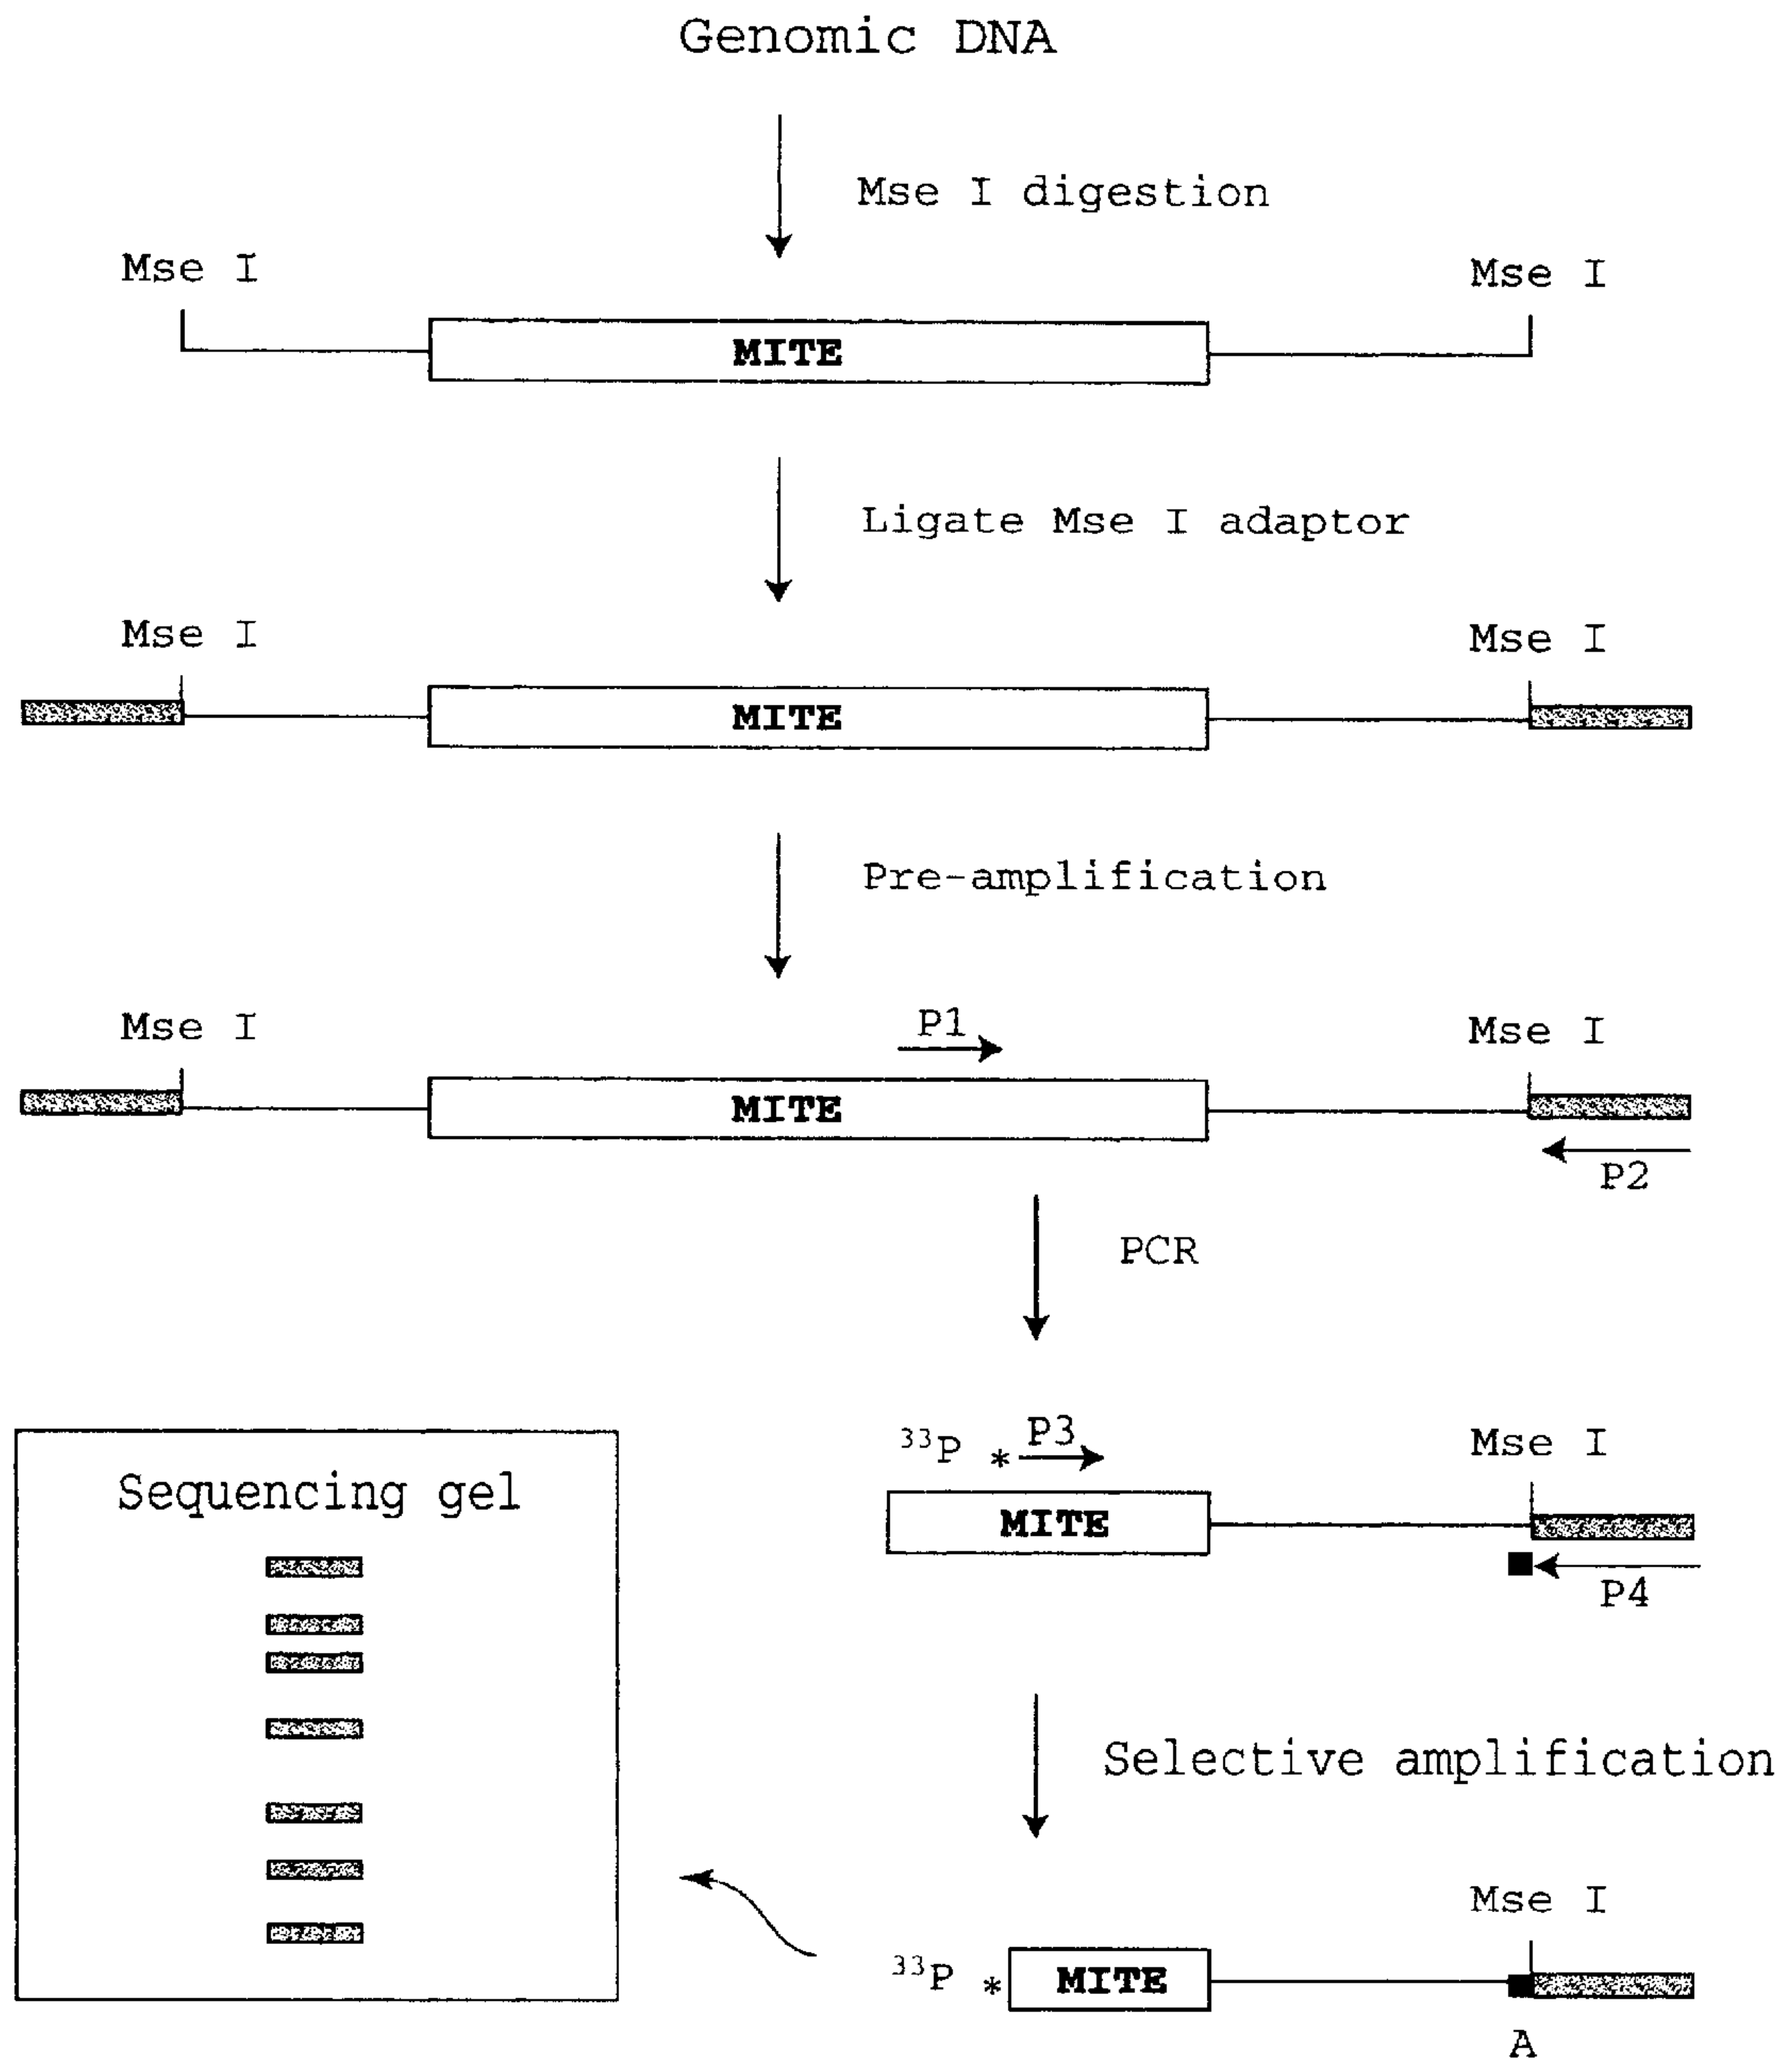 Genomic DNA
Mse I digestion
Mse I
Mse I
MITE
Ligate Mse I adaptor
Mse I
Mse I
MITE
Pre-amplification
P1
Mse I
Mse I
MITE
P2
PCR
³³P * P3
Mse I
MITE
P4
Sequencing gel
Selective amplification
Mse I
³³P * MITE
A